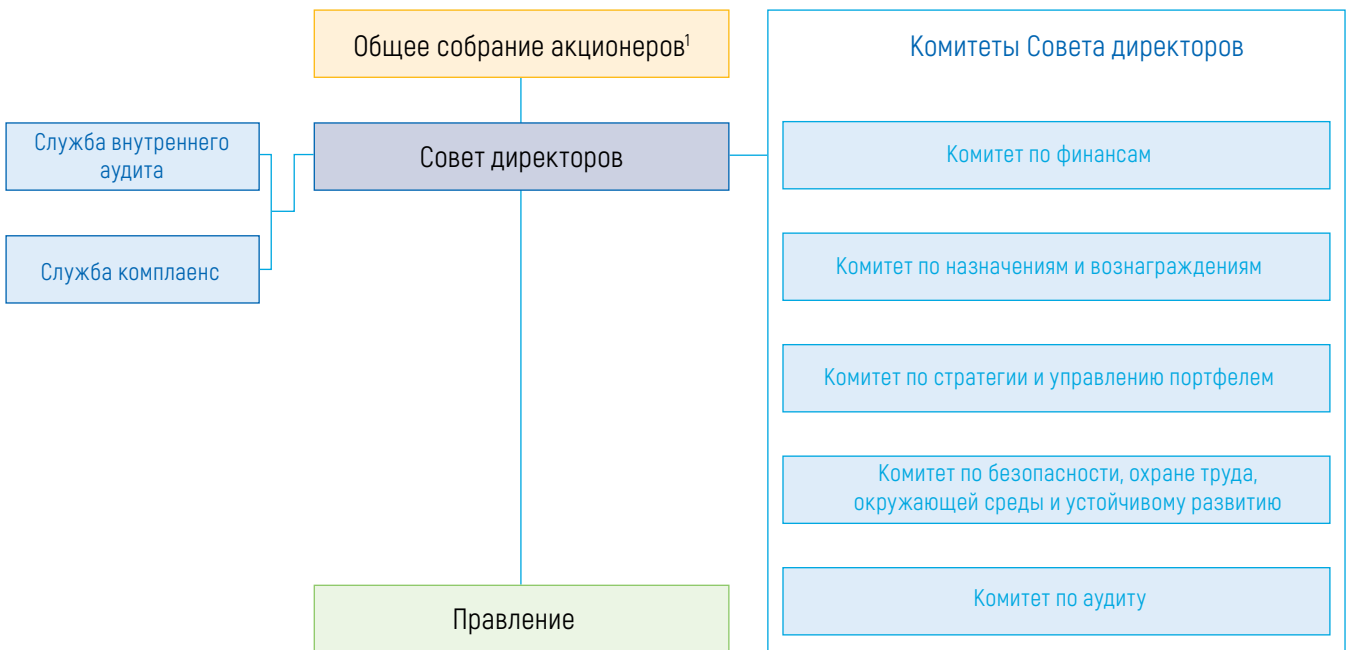 Общее собрание акционеров¹
Комитеты Совета директоров
Служба внутреннего
аудита
Совет директоров
Комитет по финансам
Служба комплаенс
Комитет по назначениям и вознаграждениям
Комитет по стратегии и управлению портфелем
Комитет по безопасности, охране труда,
окружающей среды и устойчивому развитию
Правление
Комитет по аудиту